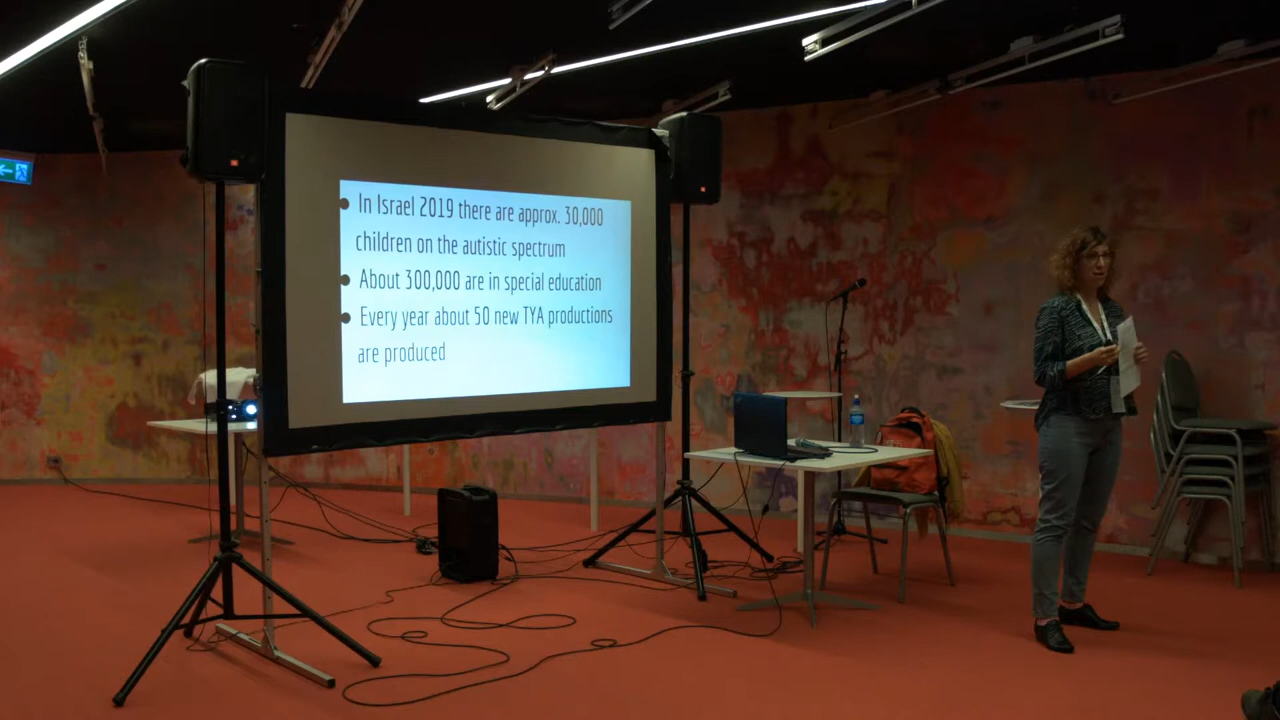 ● In Israel 2019 there are approx. 30,000
children on the autistic spectrum
● About 300,000 are in special education
● Every year about 50 new TYA productions
are produced